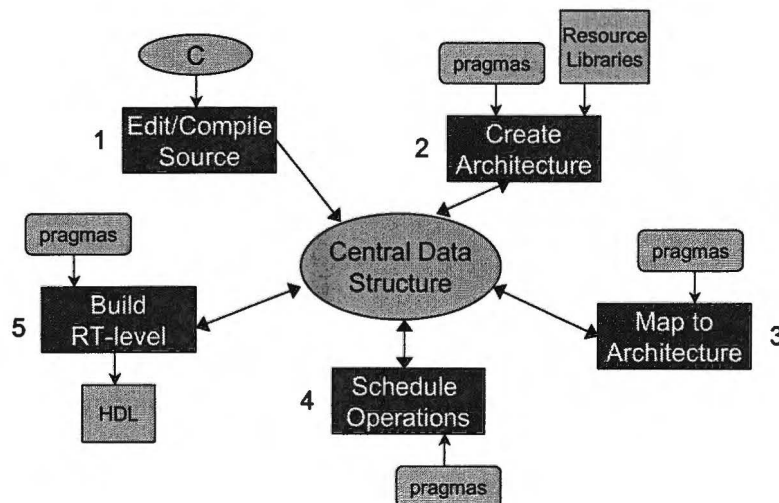 C
Resource
Libraries
pragmas
1
Edit/Compile
Source
2
Create
Architecture
pragmas
Central Data
Structure
pragmas
5
Build
RT-level
Map to
Architecture
3
HDL
4
Schedule
Operations
pragmas